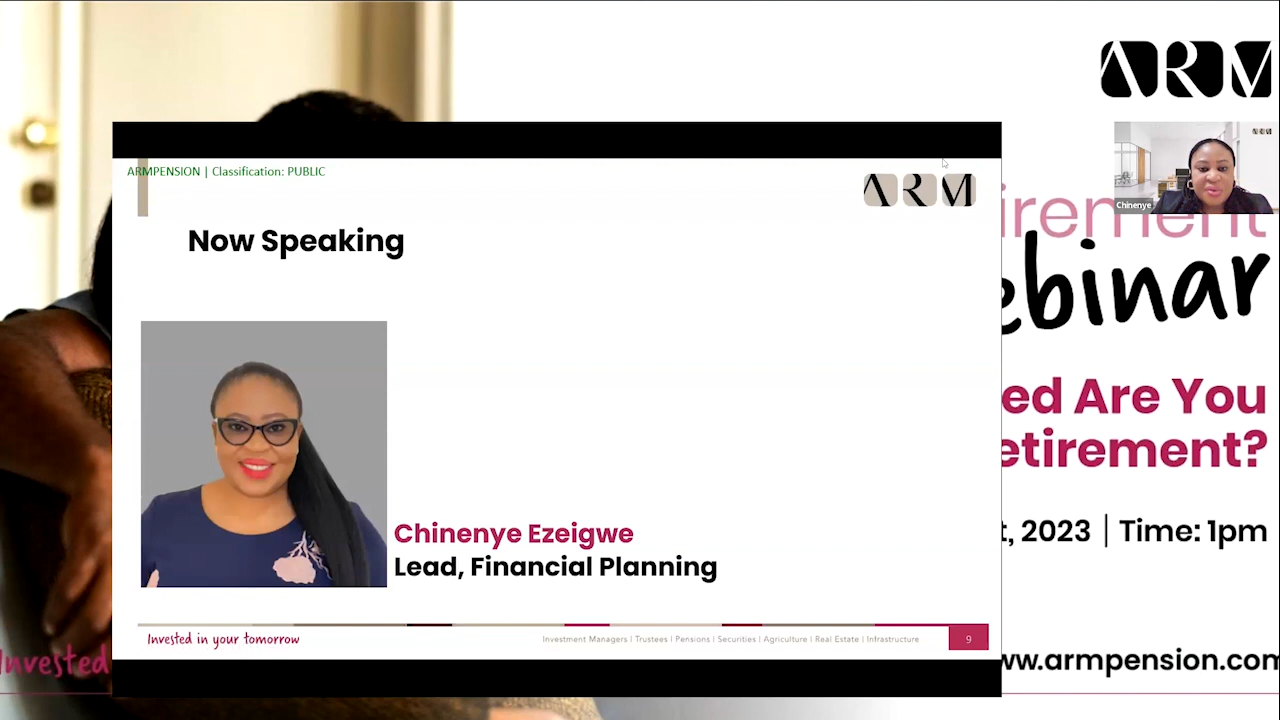 ARM
ARMPENSION | Classification: PUBLIC
ARM
ARM
Chinenye
Now Speaking
Chinenye Ezeigwe
Lead, Financial Planning
Invested in your tomorrow
Investment Managers | Trustees | Pensions | Securities | Agriculture | Real Estate | Infrastructure
9
irement
ebinar
ed Are You
etirement?
t, 2023 | Time: 1pm
Invested
ww.armpension.com